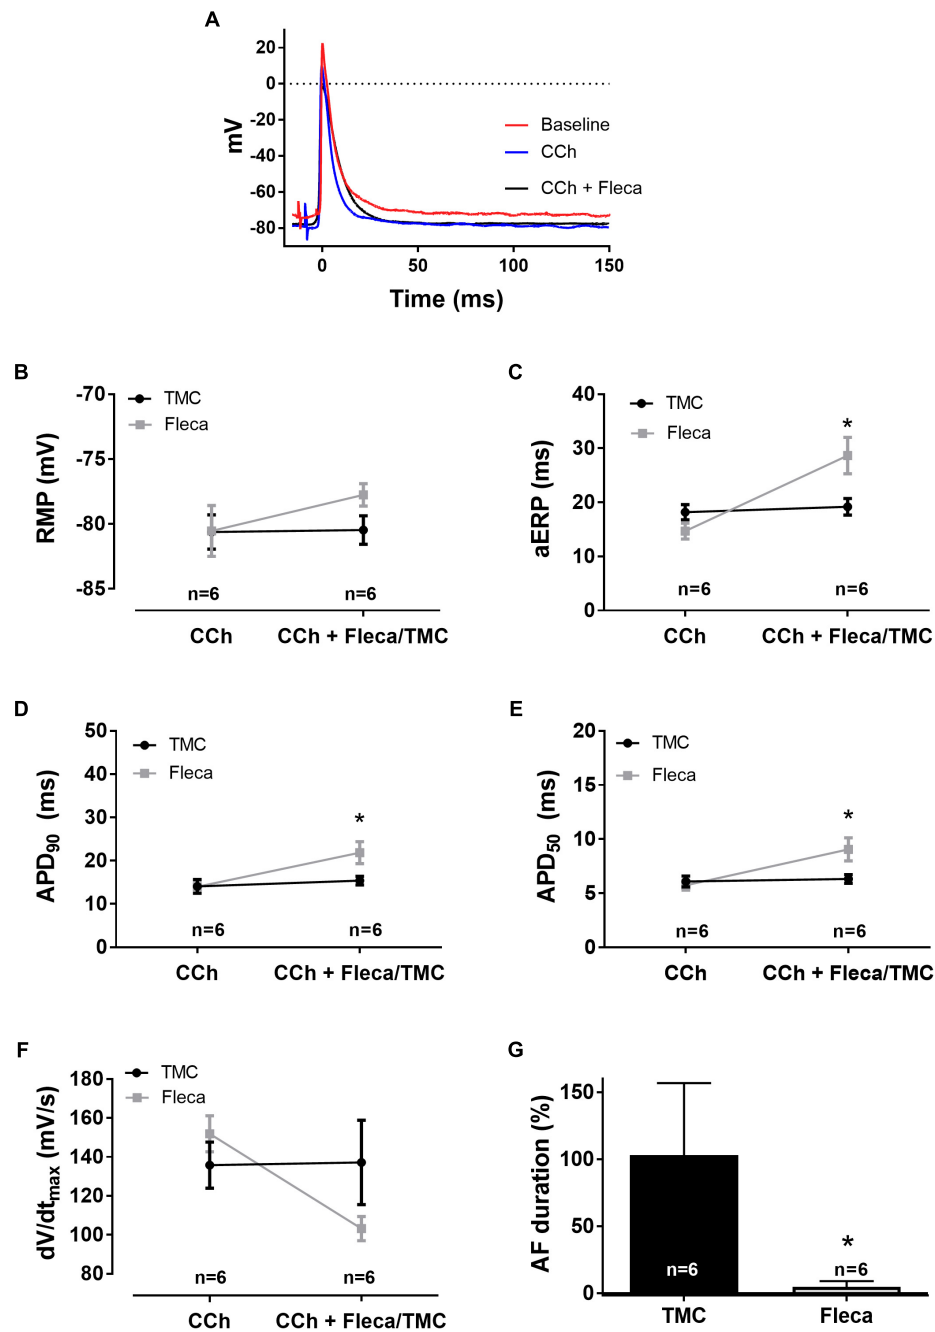 A
20
0
-20
-40
-60
-80
mV
Baseline
CCh
CCh + Fleca
0
50
100
150
Time (ms)
B
-70
-75
-80
-85
RMP (mV)
TMC
Fleca
n=6
n=6
CCh
CCh + Fleca/TMC
C
40
30
20
10
0
aERP (ms)
TMC
Fleca
*
n=6
n=6
CCh
CCh + Fleca/TMC
D
50
40
30
20
10
0
APD90 (ms)
TMC
Fleca
*
n=6
n=6
CCh
CCh + Fleca/TMC
E
20
15
10
5
0
APD50 (ms)
TMC
Fleca
*
n=6
n=6
CCh
CCh + Fleca/TMC
F
180
160
140
120
100
80
dV/dtmax (mV/s)
TMC
Fleca
n=6
n=6
CCh
CCh + Fleca/TMC
G
150
100
50
0
AF duration (%)
*
n=6
n=6
TMC
Fleca